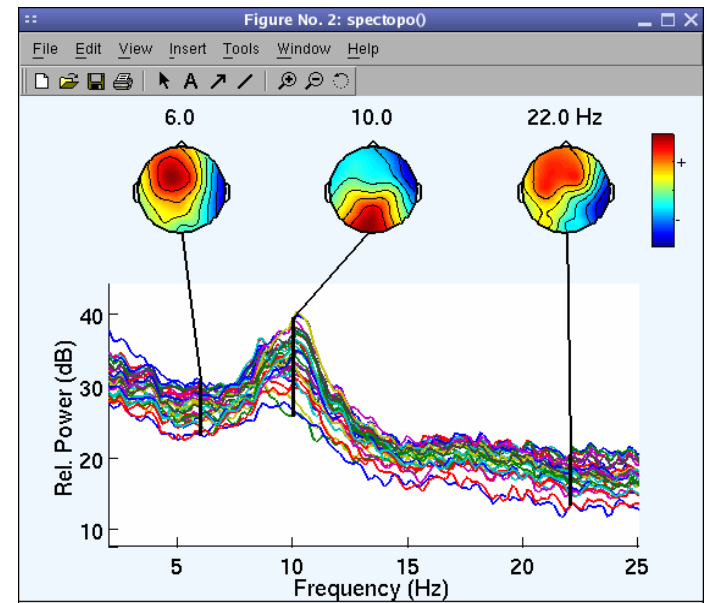 Figure No. 2: spectopo()
File Edit View Insert Tools Window Help
A
6.0 10.0 22.0 Hz
+
-
40
30
20
10
Rel. Power (dB)
5 10 15 20 25
Frequency (Hz)